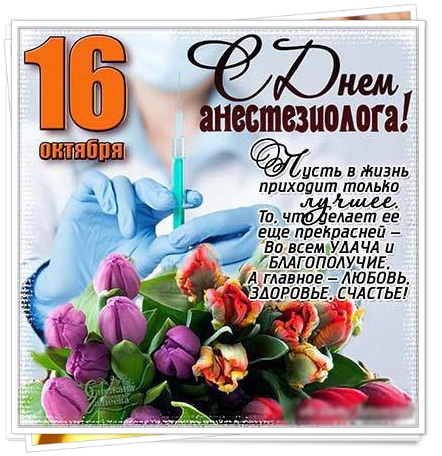 16
октября
С Днем
анестезиолога!
Пусть в жизнь
приходит только
лучшее.
То, что делает ее
еще прекрасней –
Во всем УДАЧА и
БЛАГОПОЛУЧИЕ,
А главное – ЛЮБОВЬ,
ЗДОРОВЬЕ, СЧАСТЬЕ!